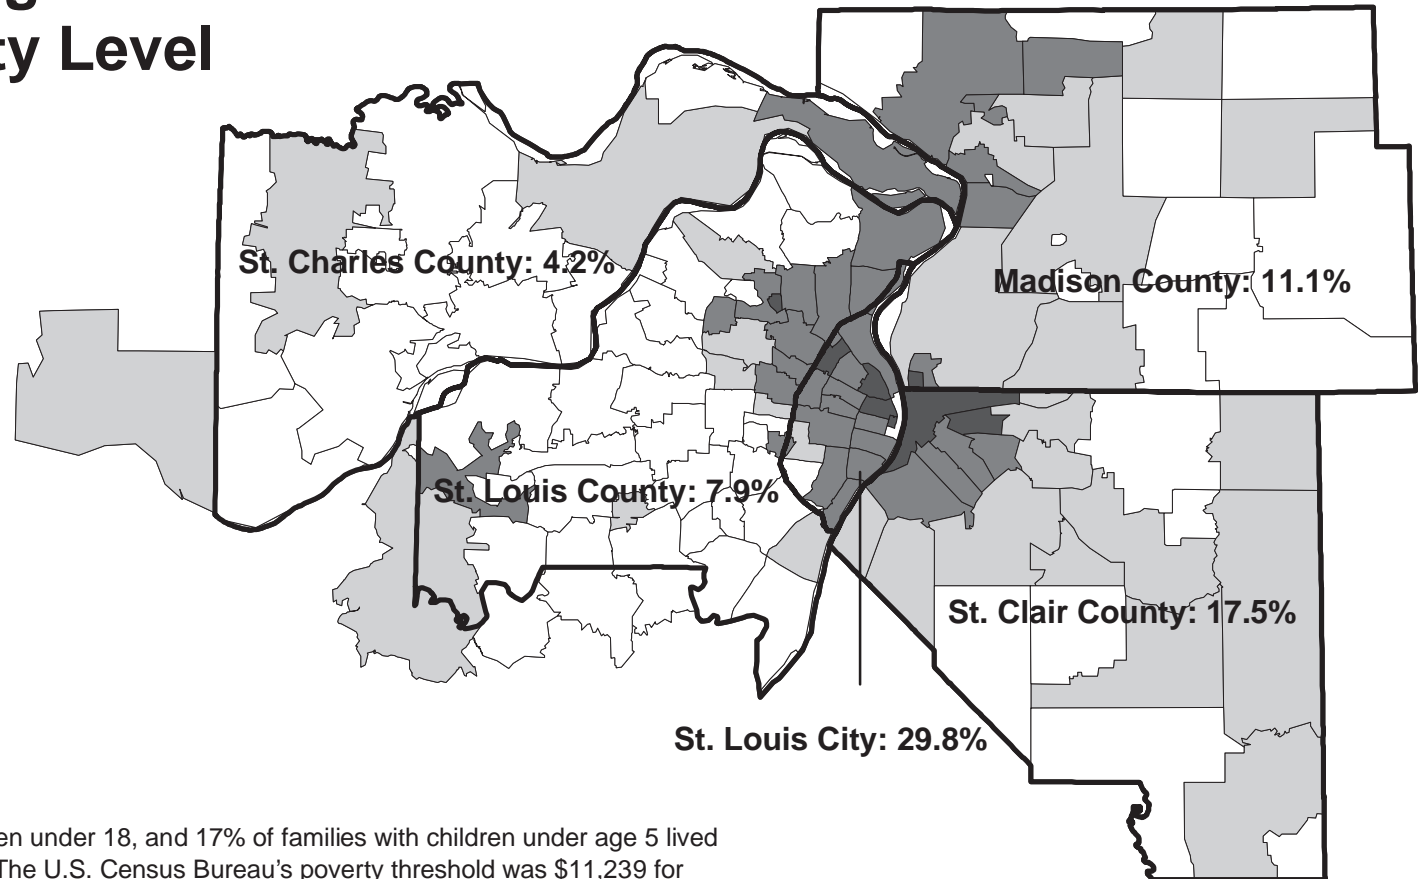 ty Level
St. Charles County: 4.2%
Madison County: 11.1%
St. Louis County: 7.9%
St. Clair County: 17.5%
St. Louis City: 29.8%
en under 18, and 17% of families with children under age 5 lived
The U.S. Census Bureau’s poverty threshold was $11,239 for